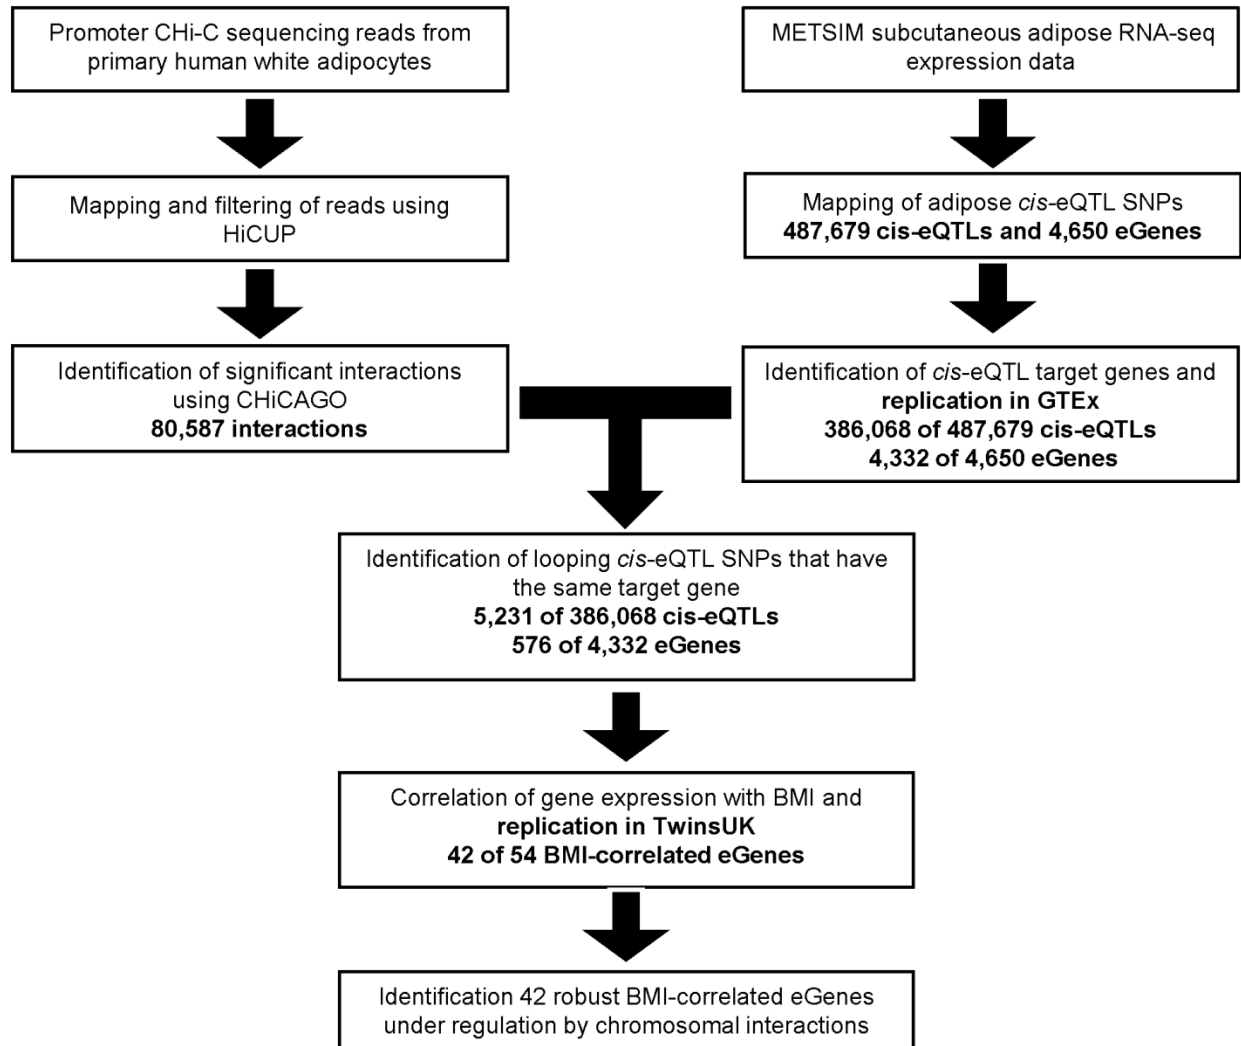 Promoter CHi-C sequencing reads from
primary human white adipocytes
METSIM subcutaneous adipose RNA-seq
expression data
Mapping and filtering of reads using
HiCUP
Mapping of adipose cis-eQTL SNPs
487,679 cis-eQTLs and 4,650 eGenes
Identification of significant interactions
using CHiCAGO
80,587 interactions
Identification of cis-eQTL target genes and
replication in GTEx
386,068 of 487,679 cis-eQTLs
4,332 of 4,650 eGenes
Identification of looping cis-eQTL SNPs that have
the same target gene
5,231 of 386,068 cis-eQTLs
576 of 4,332 eGenes
Correlation of gene expression with BMI and
replication in TwinsUK
42 of 54 BMI-correlated eGenes
Identification 42 robust BMI-correlated eGenes
under regulation by chromosomal interactions